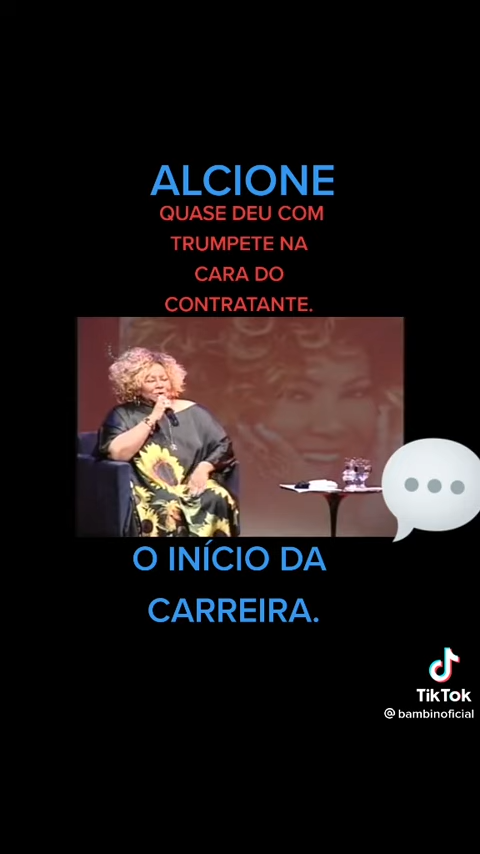 ALCIONE
QUASE DEU COM
TRUMPETE NA
CARA DO
CONTRATANTE.
O INÍCIO DA
CARREIRA.
TikTok
@bambinoficial